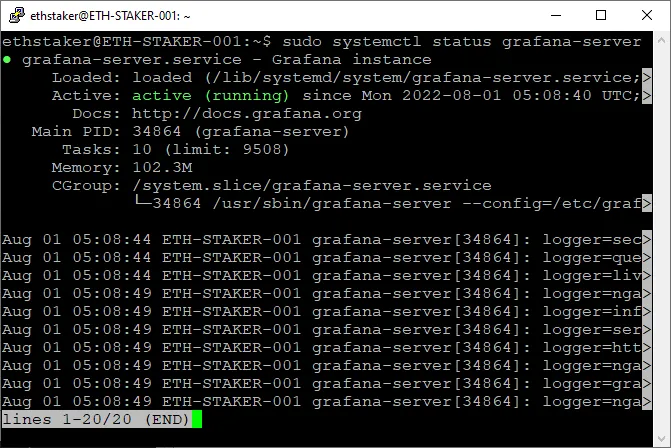 ethstaker@ETH-STAKER-001: ~
ethstaker@ETH-STAKER-001:~$ sudo systemctl status grafana-server
● grafana-server.service - Grafana instance
Loaded: loaded (/lib/systemd/system/grafana-server.service;>
Active: active (running) since Mon 2022-08-01 05:08:40 UTC;>
Docs: http://docs.grafana.org
Main PID: 34864 (grafana-server)
Tasks: 10 (limit: 9508)
Memory: 102.3M
CGroup: /system.slice/grafana-server.service
└─34864 /usr/sbin/grafana-server --config=/etc/graf>
Aug 01 05:08:44 ETH-STAKER-001 grafana-server[34864]: logger=sec>
Aug 01 05:08:44 ETH-STAKER-001 grafana-server[34864]: logger=que>
Aug 01 05:08:44 ETH-STAKER-001 grafana-server[34864]: logger=liv>
Aug 01 05:08:49 ETH-STAKER-001 grafana-server[34864]: logger=nga>
Aug 01 05:08:49 ETH-STAKER-001 grafana-server[34864]: logger=inf>
Aug 01 05:08:49 ETH-STAKER-001 grafana-server[34864]: logger=ser>
Aug 01 05:08:49 ETH-STAKER-001 grafana-server[34864]: logger=htt>
Aug 01 05:08:49 ETH-STAKER-001 grafana-server[34864]: logger=nga>
Aug 01 05:08:49 ETH-STAKER-001 grafana-server[34864]: logger=gra>
Aug 01 05:08:49 ETH-STAKER-001 grafana-server[34864]: logger=nga>
lines 1-20/20 (END)